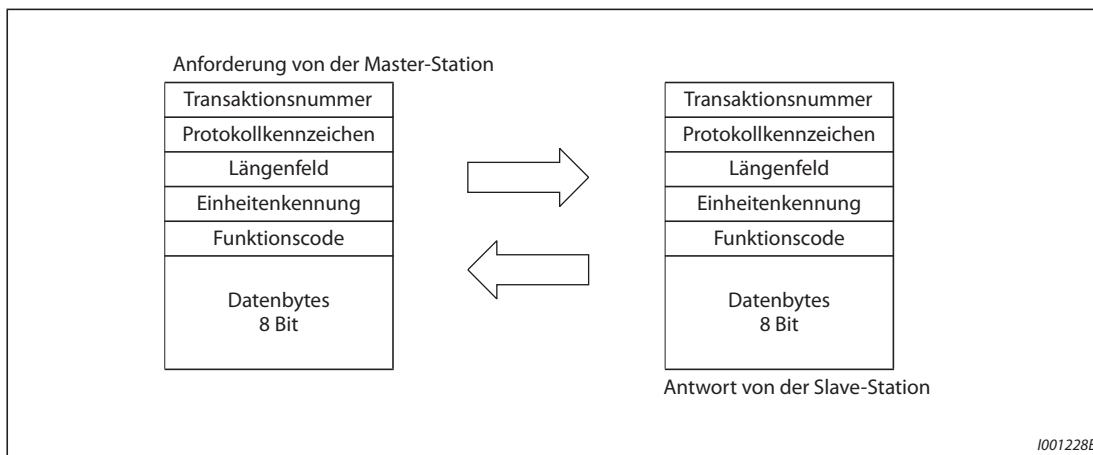 Anforderung von der Master-Station
Transaktionsnummer
Protokollkennzeichen
Längenfeld
Einheitenkennung
Funktionscode
Datenbytes
8 Bit
Transaktionsnummer
Protokollkennzeichen
Längenfeld
Einheitenkennung
Funktionscode
Datenbytes
8 Bit
Antwort von der Slave-Station
I001228E